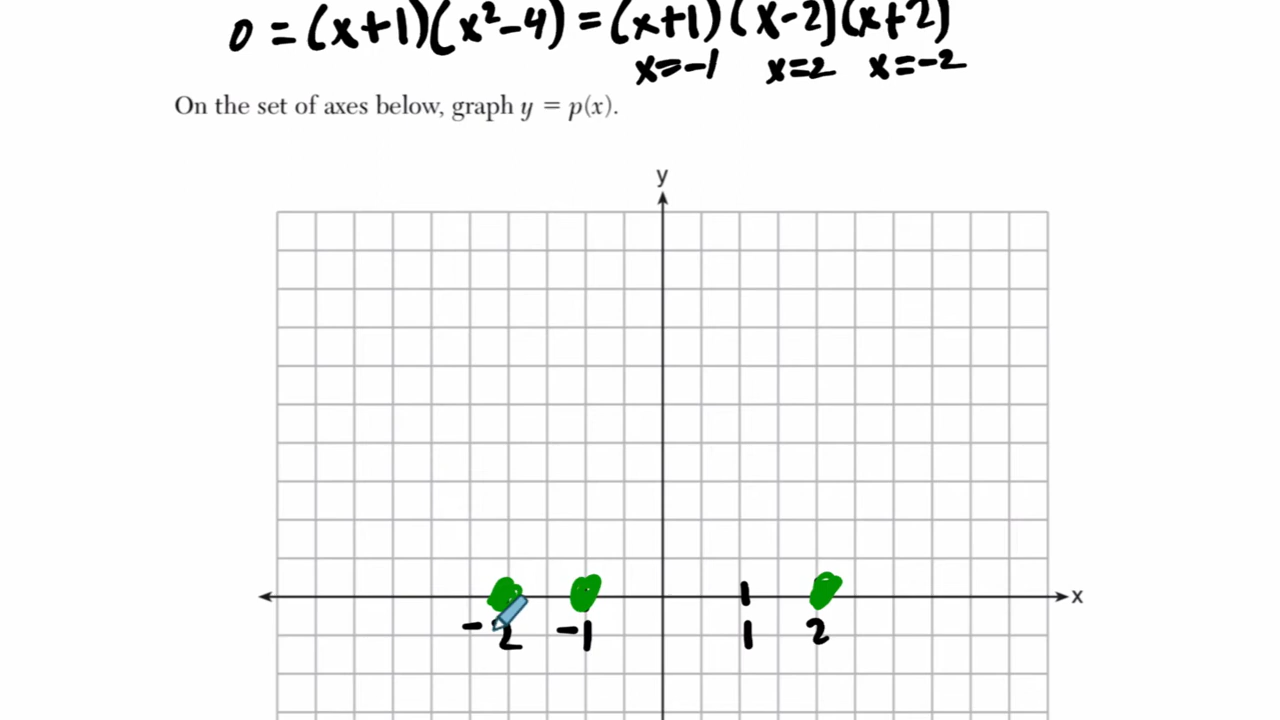 0 = (x+1)(x²-4) = (x+1)(x-2)(x+2)
x=-1 x=2 x=-2
On the set of axes below, graph y = p(x).
y
x
-2 -1 1 2